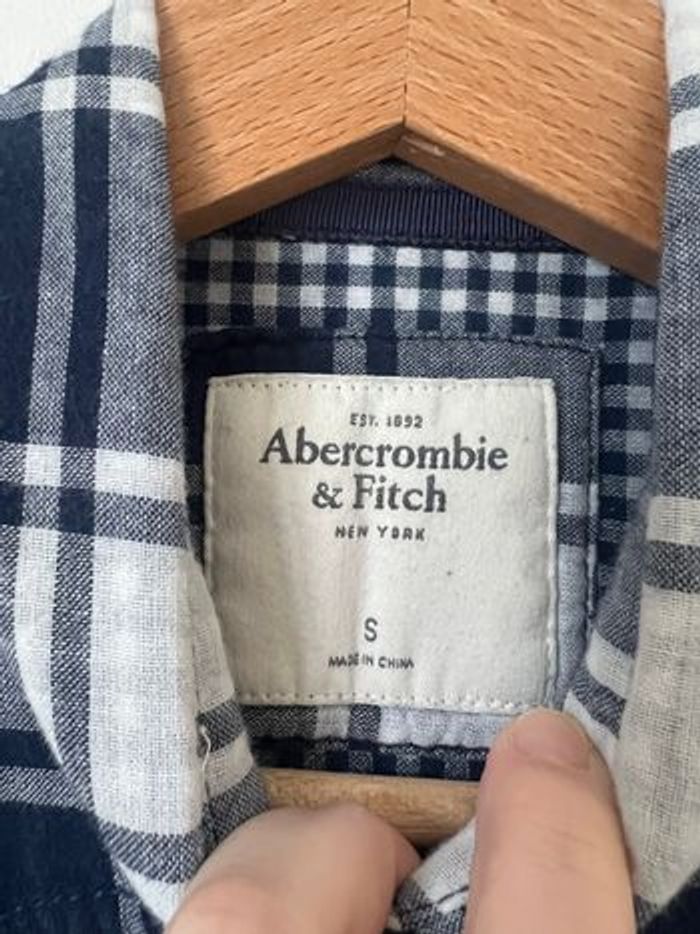 EST. 1892
Abercrombie
& Fitch
NEW YORK
S
MADE IN CHINA